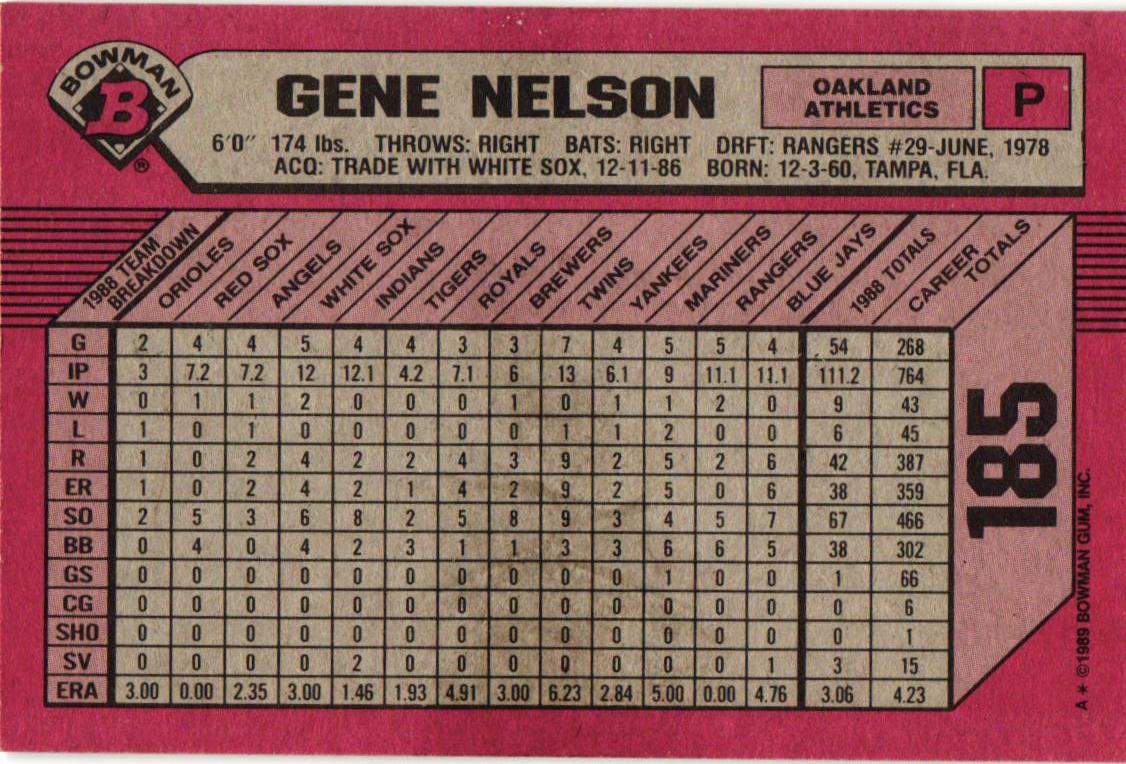 BOWMAN
B
®
GENE NELSON
OAKLAND
ATHLETICS
P
6'0" 174 lbs. THROWS: RIGHT BATS: RIGHT DRFT: RANGERS #29-JUNE, 1978
ACQ: TRADE WITH WHITE SOX, 12-11-86 BORN: 12-3-60, TAMPA, FLA.
1988 TEAM
BREAKDOWN
ORIOLES
RED SOX
ANGELS
WHITE SOX
INDIANS
TIGERS
ROYALS
BREWERS
TWINS
YANKEES
MARINERS
RANGERS
BLUE JAYS
1988 TOTALS
CAREER
TOTALS
G 2 4 4 5 4 4 3 3 7 4 5 5 4 54 268
IP 3 7.2 7.2 12 12.1 4.2 7.1 6 13 6.1 9 11.1 11.1 111.2 764
W 0 1 1 2 0 0 0 1 0 1 1 2 0 9 43
L 1 0 1 0 0 0 0 0 1 1 2 0 0 6 45
R 1 0 2 4 2 2 4 3 9 2 5 2 6 42 387
ER 1 0 2 4 2 1 4 2 9 2 5 0 6 38 359
SO 2 5 3 6 8 2 5 8 9 3 4 5 7 67 466
BB 0 4 0 4 2 3 1 1 3 3 6 6 5 38 302
GS 0 0 0 0 0 0 0 0 0 0 1 0 0 1 66
CG 0 0 0 0 0 0 0 0 0 0 0 0 0 0 6
SHO 0 0 0 0 0 0 0 0 0 0 0 0 0 0 1
SV 0 0 0 2 0 0 0 0 0 0 0 0 1 3 15
ERA 3.00 0.00 2.35 3.00 1.46 1.93 4.91 3.00 6.23 2.84 5.00 0.00 4.76 3.06 4.23
185
A * ©1989 BOWMAN GUM, INC.